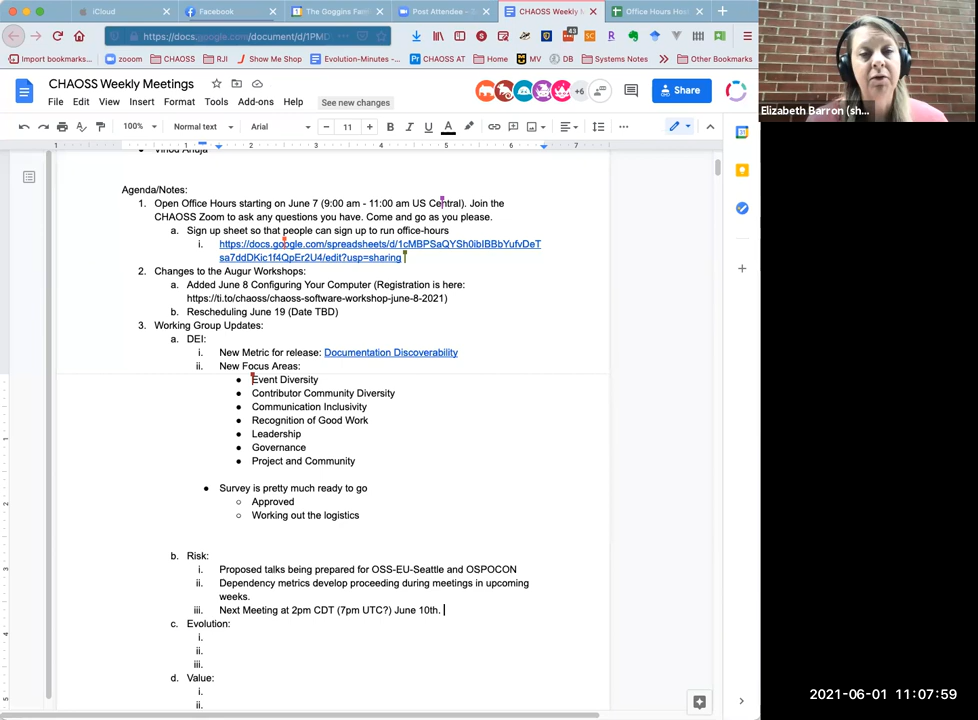 iCloud
Facebook
The Goggins Fam
Post Attendee - 
CHAOSS Weekly M
Office Hours Host
https://docs.google.com/document/d/1PMD
Import bookmarks...
zooom
CHAOSS
RJI
Show Me Shop
Evolution-Minutes -...
PR CHAOSS AT
Home
MV
DB
Systems Notes
Other Bookmarks
CHAOSS Weekly Meetings
File Edit View Insert Format Tools Add-ons Help
See new changes
+6
Share
100%
Normal text
Arial
11
Vinod Ahuja
Agenda/Notes:
1. Open Office Hours starting on June 7 (9:00 am - 11:00 am US Central). Join the
CHAOSS Zoom to ask any questions you have. Come and go as you please.
a. Sign up sheet so that people can sign up to run office-hours
i. https://docs.google.com/spreadsheets/d/1cMBPSaQYSh0ibIBBbYufvDeT
sa7ddDKic1f4QpEr2U4/edit?usp=sharing
2. Changes to the Augur Workshops:
a. Added June 8 Configuring Your Computer (Registration is here:
https://ti.to/chaoss/chaoss-software-workshop-june-8-2021)
b. Rescheduling June 19 (Date TBD)
3. Working Group Updates:
a. DEI:
i. New Metric for release: Documentation Discoverability
ii. New Focus Areas:
● Event Diversity
● Contributor Community Diversity
● Communication Inclusivity
● Recognition of Good Work
● Leadership
● Governance
● Project and Community
● Survey is pretty much ready to go
○ Approved
○ Working out the logistics
b. Risk:
i. Proposed talks being prepared for OSS-EU-Seattle and OSPOCON
ii. Dependency metrics develop proceeding during meetings in upcoming
weeks.
iii. Next Meeting at 2pm CDT (7pm UTC?) June 10th.
c. Evolution:
i.
ii.
iii.
d. Value:
i.
ii.
Elizabeth Barron (sh...
2021-06-01 11:07:59